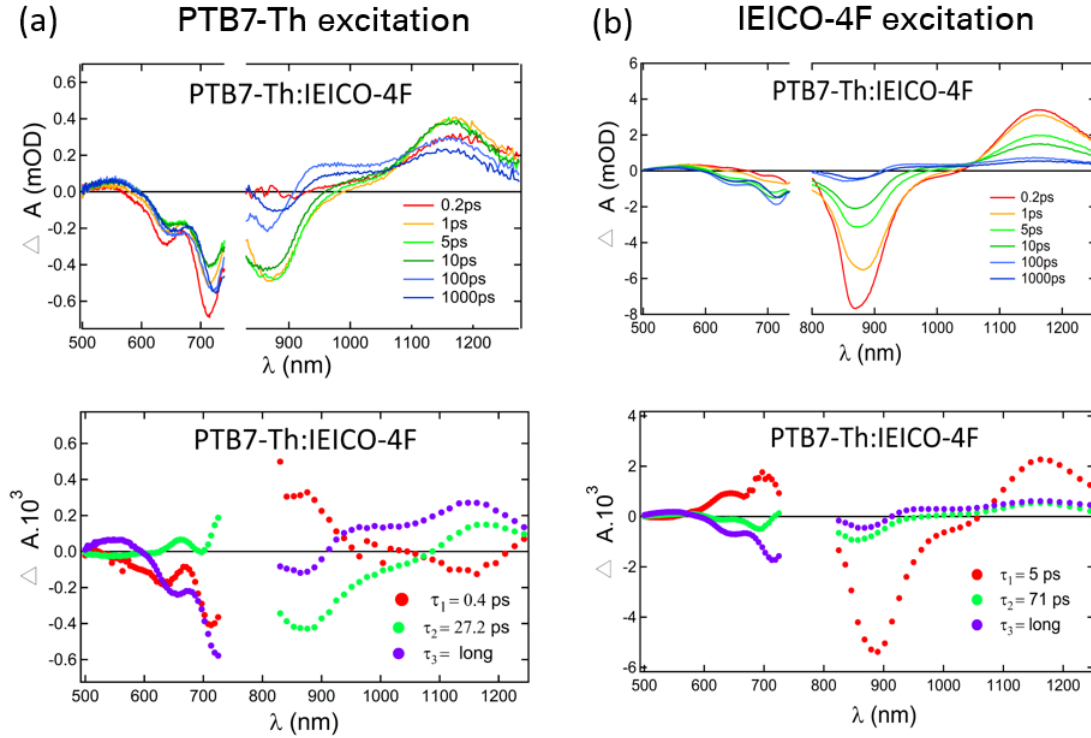 (a) PTB7-Th excitation
PTB7-Th:IEICO-4F
0.6
0.4
0.2
0.0
-0.2
-0.4
-0.6
△ A (mOD)
0.2ps
1ps
5ps
10ps
100ps
1000ps
500 600 700 800 900 1000 1100 1200
λ (nm)
(b) IEICO-4F excitation
PTB7-Th:IEICO-4F
6
4
2
0
-2
-4
-6
-8
△ A (mOD)
0.2ps
1ps
5ps
10ps
100ps
1000ps
500 600 700 800 900 1000 1100 1200
λ (nm)
PTB7-Th:IEICO-4F
0.6
0.4
0.2
0.0
-0.2
-0.4
-0.6
△ A.10³
τ₁= 0.4 ps
τ₂= 27.2 ps
τ₃= long
500 600 700 800 900 1000 1100 1200
λ (nm)
PTB7-Th:IEICO-4F
4
2
0
-2
-4
-6
△ A.10³
τ₁= 5 ps
τ₂= 71 ps
τ₃= long
500 600 700 800 900 1000 1100 1200
λ (nm)